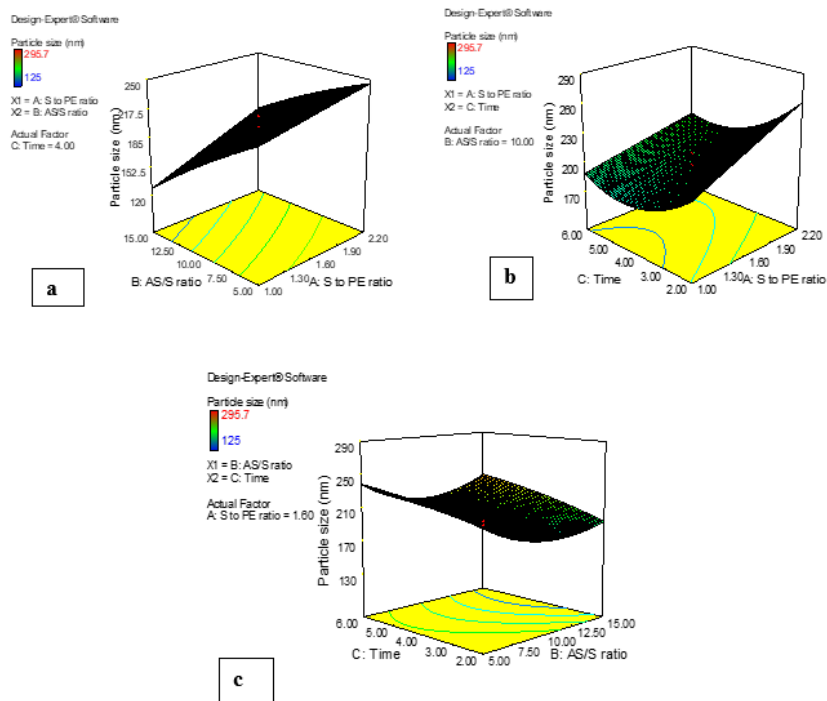 Design-Expert® Software
Particle size (nm)
295.7
125
X1 = A: S to PE ratio
X2 = B: AS/S ratio
Actual Factor
C: Time = 4.00
250
217.5
185
152.5
120
Particle size (nm)
15.00
12.50
10.00
7.50
5.00
B: AS/S ratio
1.00
1.30
1.60
1.90
2.20
A: S to PE ratio
a
Design-Expert® Software
Particle size (nm)
295.7
125
X1 = A: S to PE ratio
X2 = C: Time
Actual Factor
B: AS/S ratio = 10.00
290
260
230
200
170
Particle size (nm)
6.00
5.00
4.00
3.00
2.00
C: Time
1.00
1.30
1.60
1.90
2.20
A: S to PE ratio
b
Design-Expert® Software
Particle size (nm)
295.7
125
X1 = B: AS/S ratio
X2 = C: Time
Actual Factor
A: S to PE ratio = 1.60
290
250
210
170
130
Particle size (nm)
6.00
5.00
4.00
3.00
2.00
C: Time
5.00
7.50
10.00
12.50
15.00
B: AS/S ratio
c